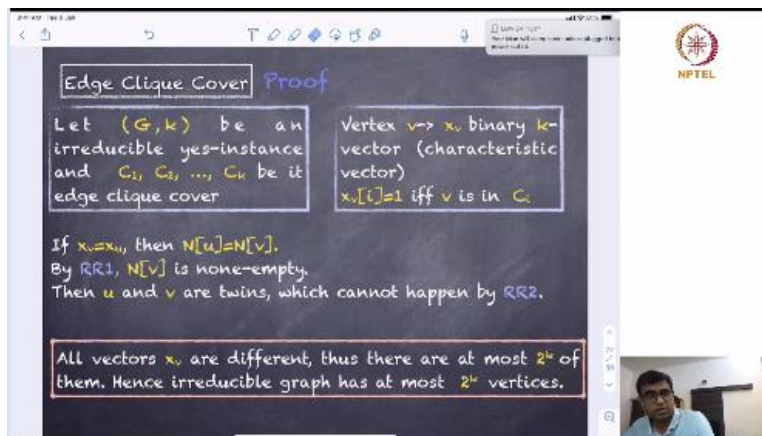 LOW BATTERY
NPTEL
Edge Clique Cover Proof
Let (G,k) be an
irreducible yes-instance
and C₁, C₂, ..., Cₖ be it
edge clique cover
Vertex v-> xᵥ binary k-
vector (characteristic
vector)
xᵥ[i]=1 iff v is in Cᵢ
If xᵥ=xᵤ, then N[u]=N[v].
By RR1, N[v] is none-empty.
Then u and v are twins, which cannot happen by RR2.
All vectors xᵥ are different, thus there are at most 2ᵏ of
them. Hence irreducible graph has at most 2ᵏ vertices.